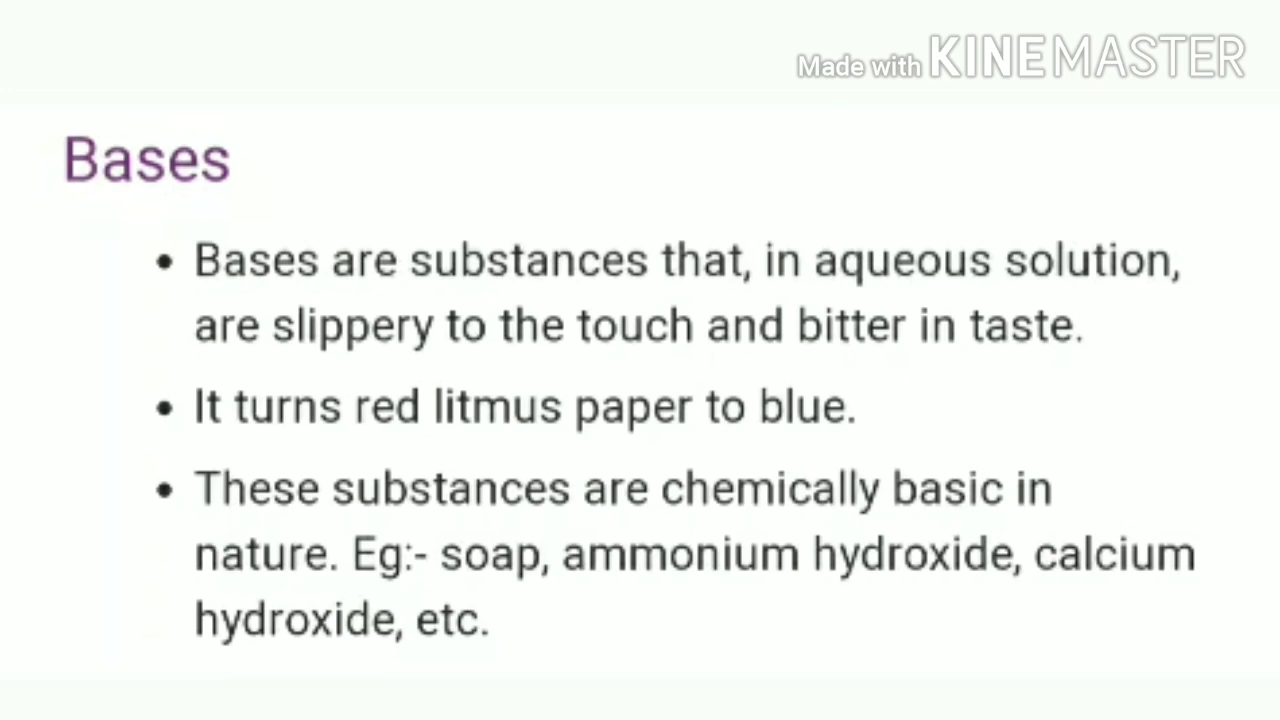 Made with KINEMASTER
Bases
• Bases are substances that, in aqueous solution,
are slippery to the touch and bitter in taste.
• It turns red litmus paper to blue.
• These substances are chemically basic in
nature. Eg:- soap, ammonium hydroxide, calcium
hydroxide, etc.